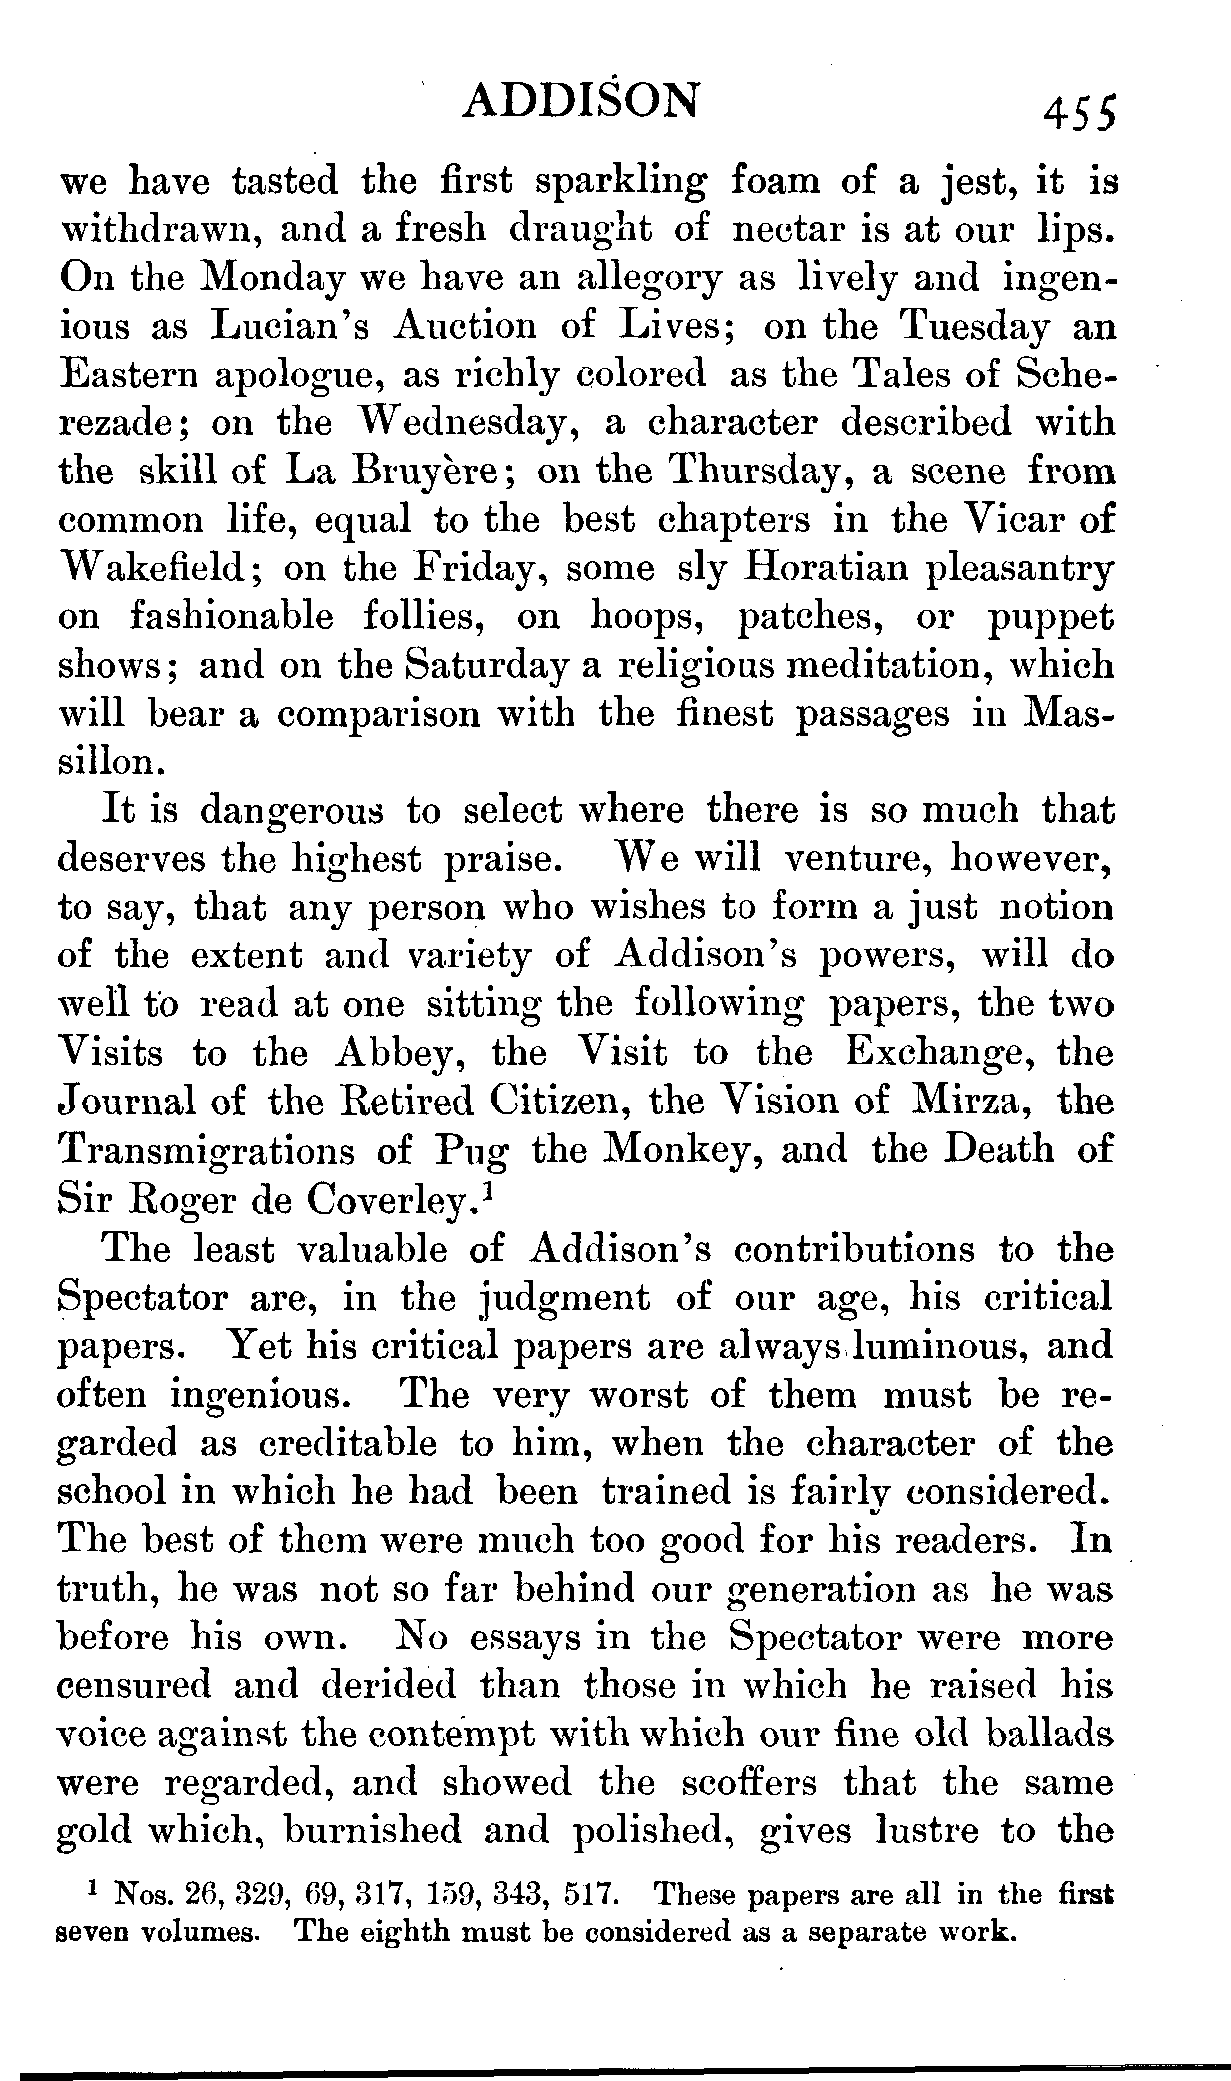 ADDISON 455
we have tasted the first sparkling foam of a jest, it is
withdrawn, and a fresh draught of nectar is at our lips.
On the Monday we have an allegory as lively and ingen-
ious as Lucian's Auction of Lives; on the Tuesday an
Eastern apologue, as richly colored as the Tales of Sche-
rezade; on the Wednesday, a character described with
the skill of La Bruyère; on the Thursday, a scene from
common life, equal to the best chapters in the Vicar of
Wakefield; on the Friday, some sly Horatian pleasantry
on fashionable follies, on hoops, patches, or puppet
shows; and on the Saturday a religious meditation, which
will bear a comparison with the finest passages in Mas-
sillon.
It is dangerous to select where there is so much that
deserves the highest praise. We will venture, however,
to say, that any person who wishes to form a just notion
of the extent and variety of Addison's powers, will do
well to read at one sitting the following papers, the two
Visits to the Abbey, the Visit to the Exchange, the
Journal of the Retired Citizen, the Vision of Mirza, the
Transmigrations of Pug the Monkey, and the Death of
Sir Roger de Coverley.¹
The least valuable of Addison's contributions to the
Spectator are, in the judgment of our age, his critical
papers. Yet his critical papers are always luminous, and
often ingenious. The very worst of them must be re-
garded as creditable to him, when the character of the
school in which he had been trained is fairly considered.
The best of them were much too good for his readers. In
truth, he was not so far behind our generation as he was
before his own. No essays in the Spectator were more
censured and derided than those in which he raised his
voice against the contempt with which our fine old ballads
were regarded, and showed the scoffers that the same
gold which, burnished and polished, gives lustre to the
¹ Nos. 26, 329, 69, 317, 159, 343, 517. These papers are all in the first
seven volumes. The eighth must be considered as a separate work.